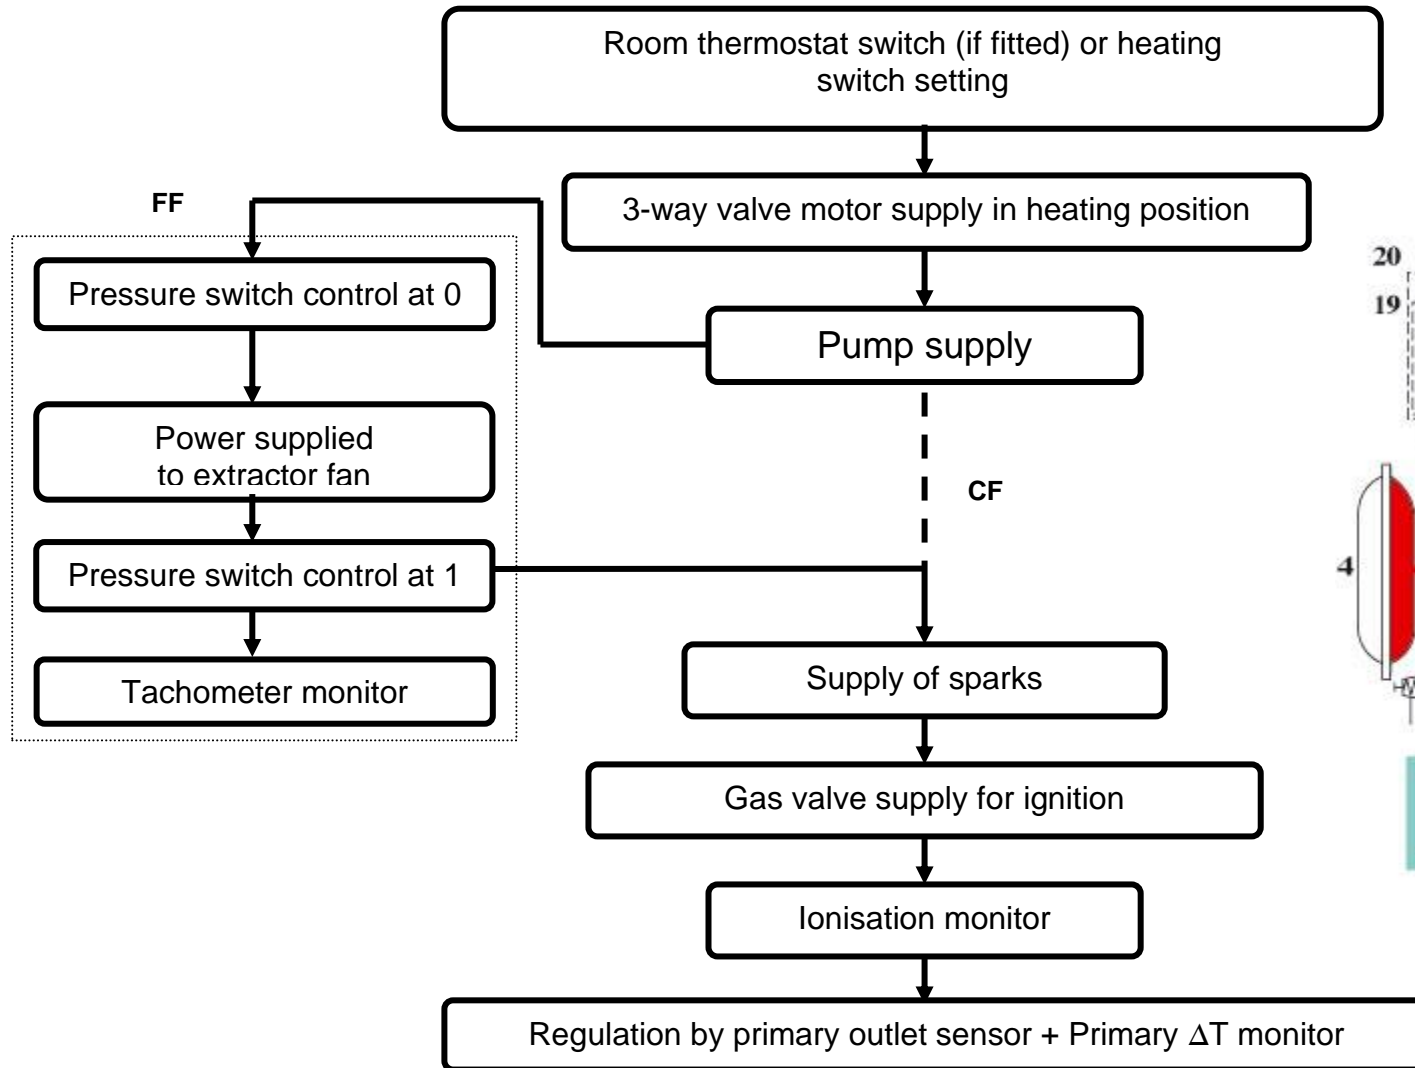 Room thermostat switch (if fitted) or heating
switch setting
3-way valve motor supply in heating position
FF
Pump supply
Pressure switch control at 0
Power supplied
to extractor fan
CF
Pressure switch control at 1
Tachometer monitor
Supply of sparks
Gas valve supply for ignition
Ionisation monitor
Regulation by primary outlet sensor + Primary ΔT monitor
20
19
4